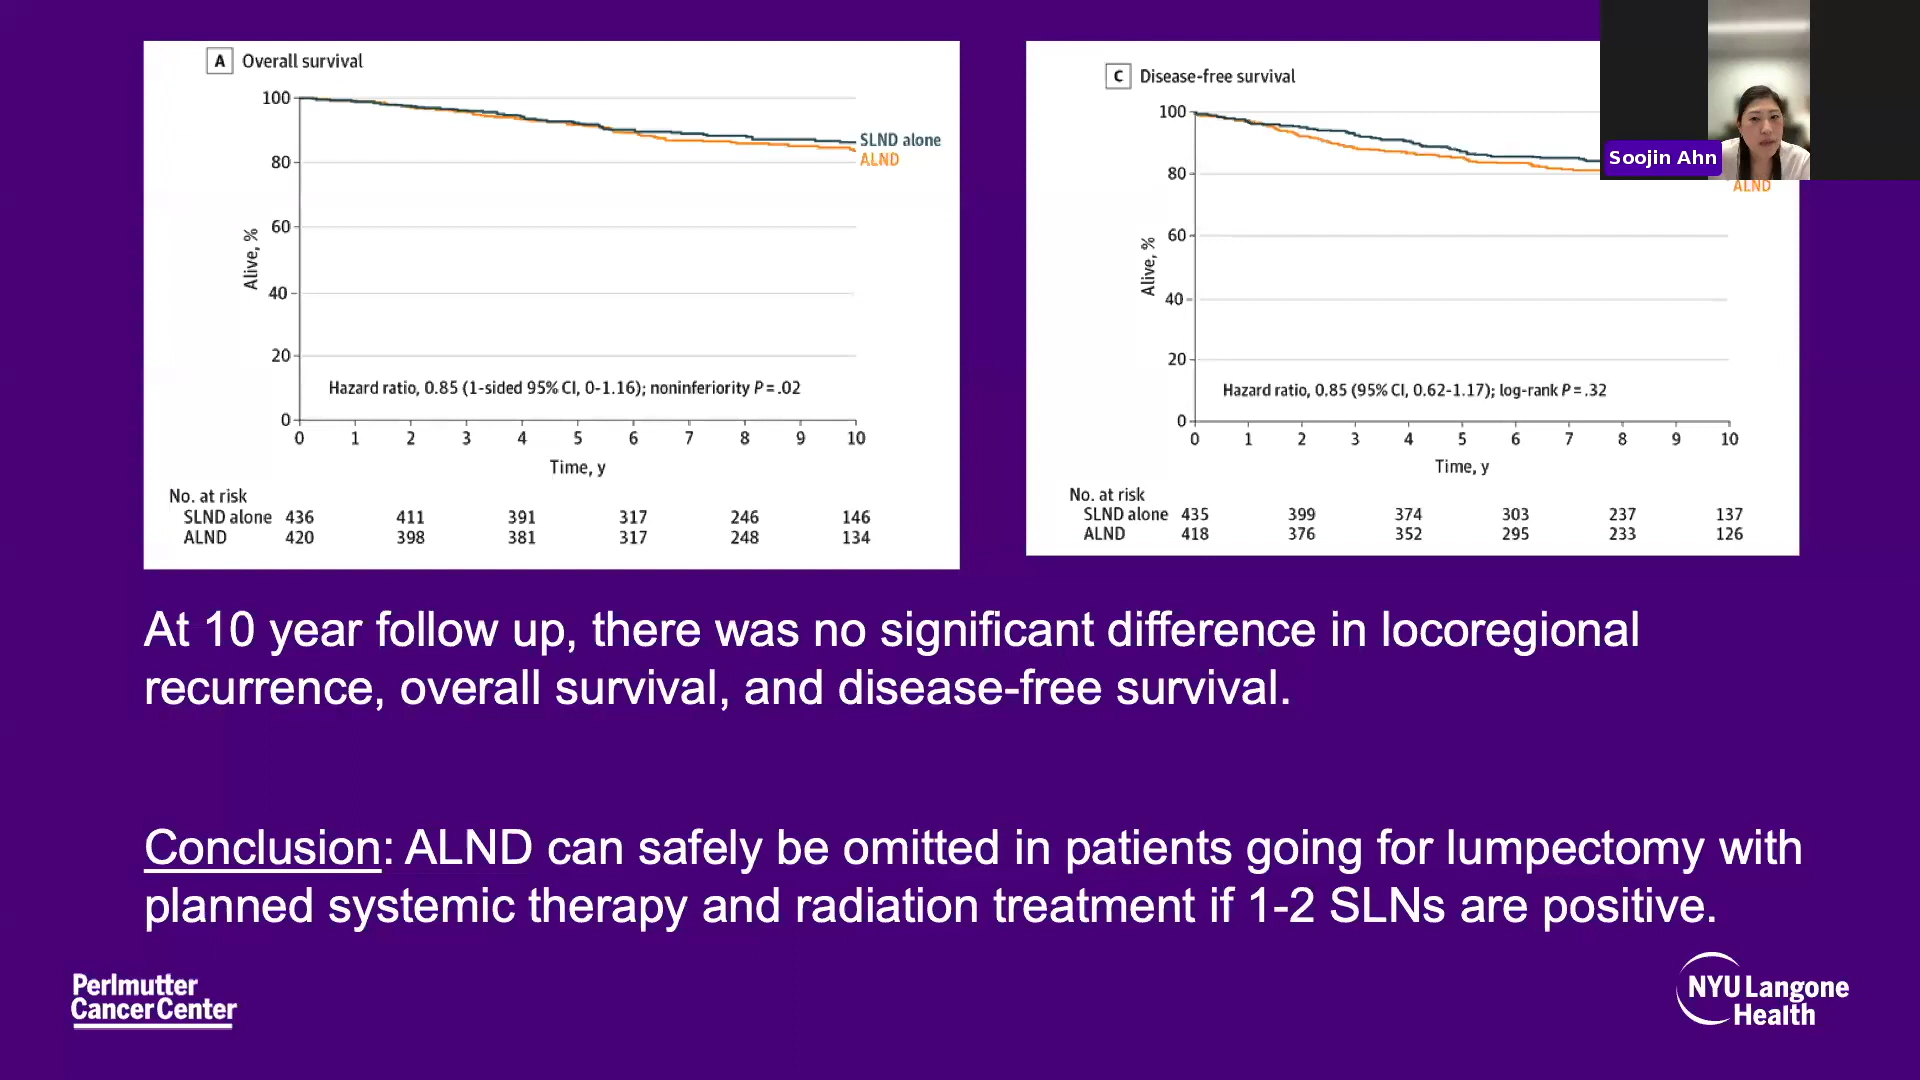 A Overall survival
100
80
60
40
20
0
Alive, %
SLND alone
ALND
Hazard ratio, 0.85 (1-sided 95% CI, 0-1.16); noninferiority P = .02
0 1 2 3 4 5 6 7 8 9 10
Time, y
No. at risk
SLND alone 436 411 391 317 246 146
ALND 420 398 381 317 248 134
C Disease-free survival
100
80
60
40
20
0
Alive, %
ALND
Hazard ratio, 0.85 (95% CI, 0.62-1.17); log-rank P = .32
0 1 2 3 4 5 6 7 8 9 10
Time, y
No. at risk
SLND alone 435 399 374 303 237 137
ALND 418 376 352 295 233 126
Soojin Ahn
At 10 year follow up, there was no significant difference in locoregional
recurrence, overall survival, and disease-free survival.
Conclusion: ALND can safely be omitted in patients going for lumpectomy with
planned systemic therapy and radiation treatment if 1-2 SLNs are positive.
Perlmutter
Cancer Center
NYU Langone
Health